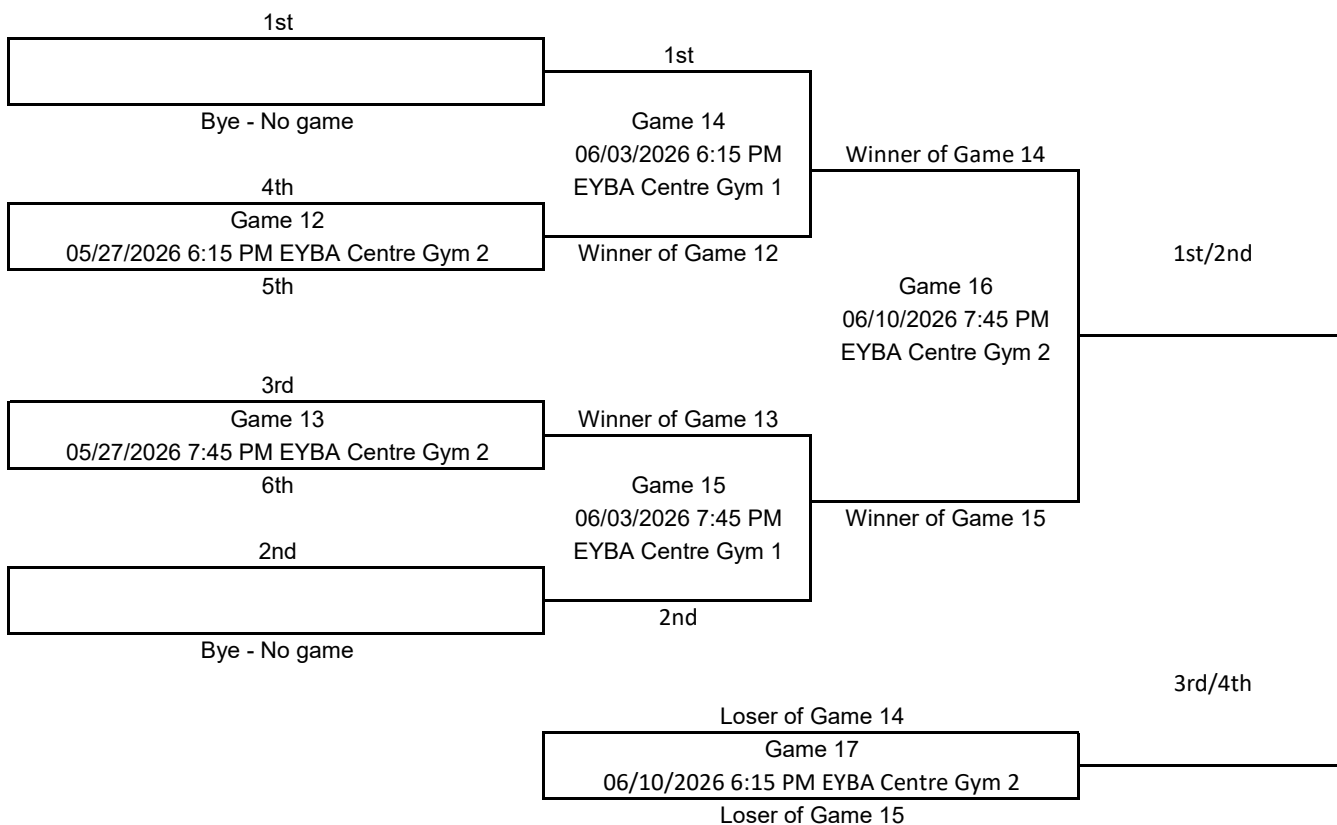 1st
Bye - No game
4th
Game 12
05/27/2026 6:15 PM EYBA Centre Gym 2
5th
3rd
Game 13
05/27/2026 7:45 PM EYBA Centre Gym 2
6th
2nd
Bye - No game
1st
Game 14
06/03/2026 6:15 PM
EYBA Centre Gym 1
Winner of Game 12
Winner of Game 13
Game 15
06/03/2026 7:45 PM
EYBA Centre Gym 1
2nd
Winner of Game 14
Game 16
06/10/2026 7:45 PM
EYBA Centre Gym 2
Winner of Game 15
1st/2nd
Loser of Game 14
Game 17
06/10/2026 6:15 PM EYBA Centre Gym 2
Loser of Game 15
3rd/4th